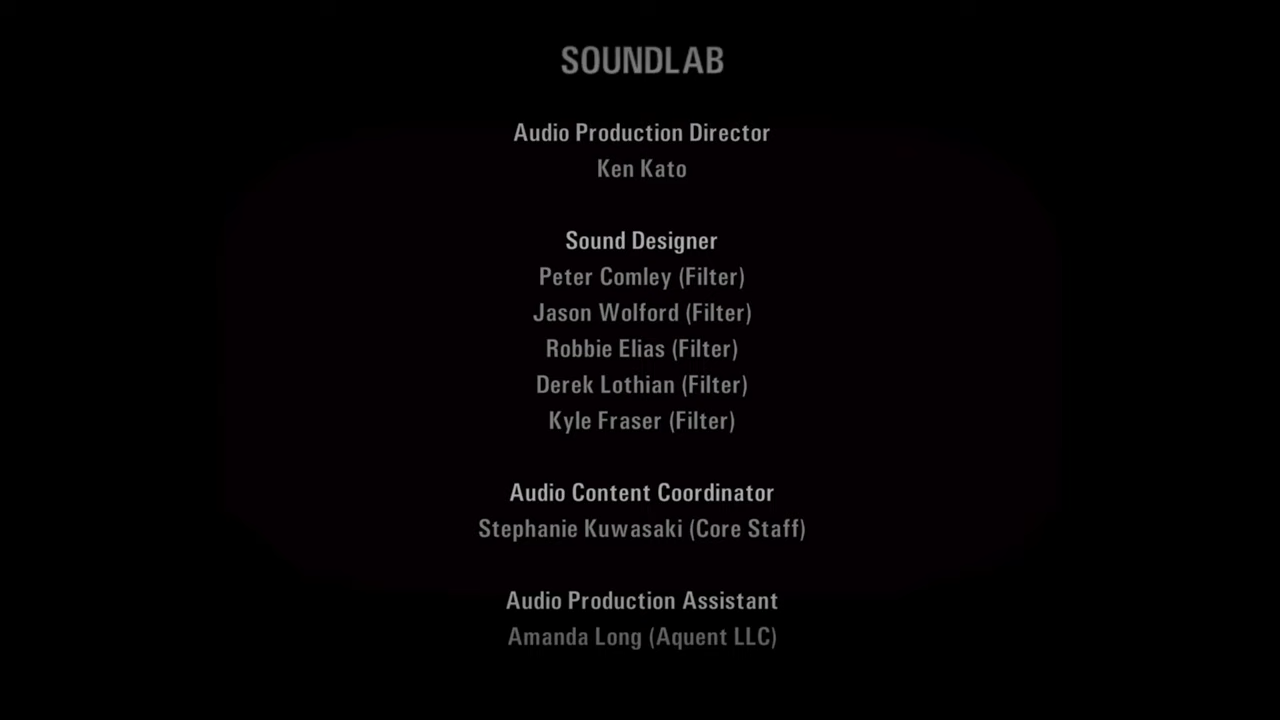 SOUNDLAB
Audio Production Director
Ken Kato
Sound Designer
Peter Comley (Filter)
Jason Wolford (Filter)
Robbie Elias (Filter)
Derek Lothian (Filter)
Kyle Fraser (Filter)
Audio Content Coordinator
Stephanie Kuwasaki (Core Staff)
Audio Production Assistant
Amanda Long (Aquent LLC)